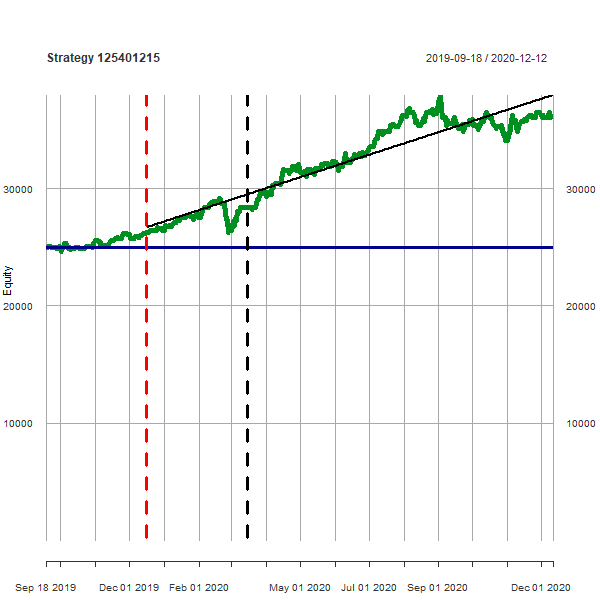 Strategy 125401215
2019-09-18 / 2020-12-12
30000
30000
Equity
20000
20000
10000
10000
Sep 18 2019
Dec 01 2019
Feb 01 2020
May 01 2020
Jul 01 2020
Sep 01 2020
Dec 01 2020